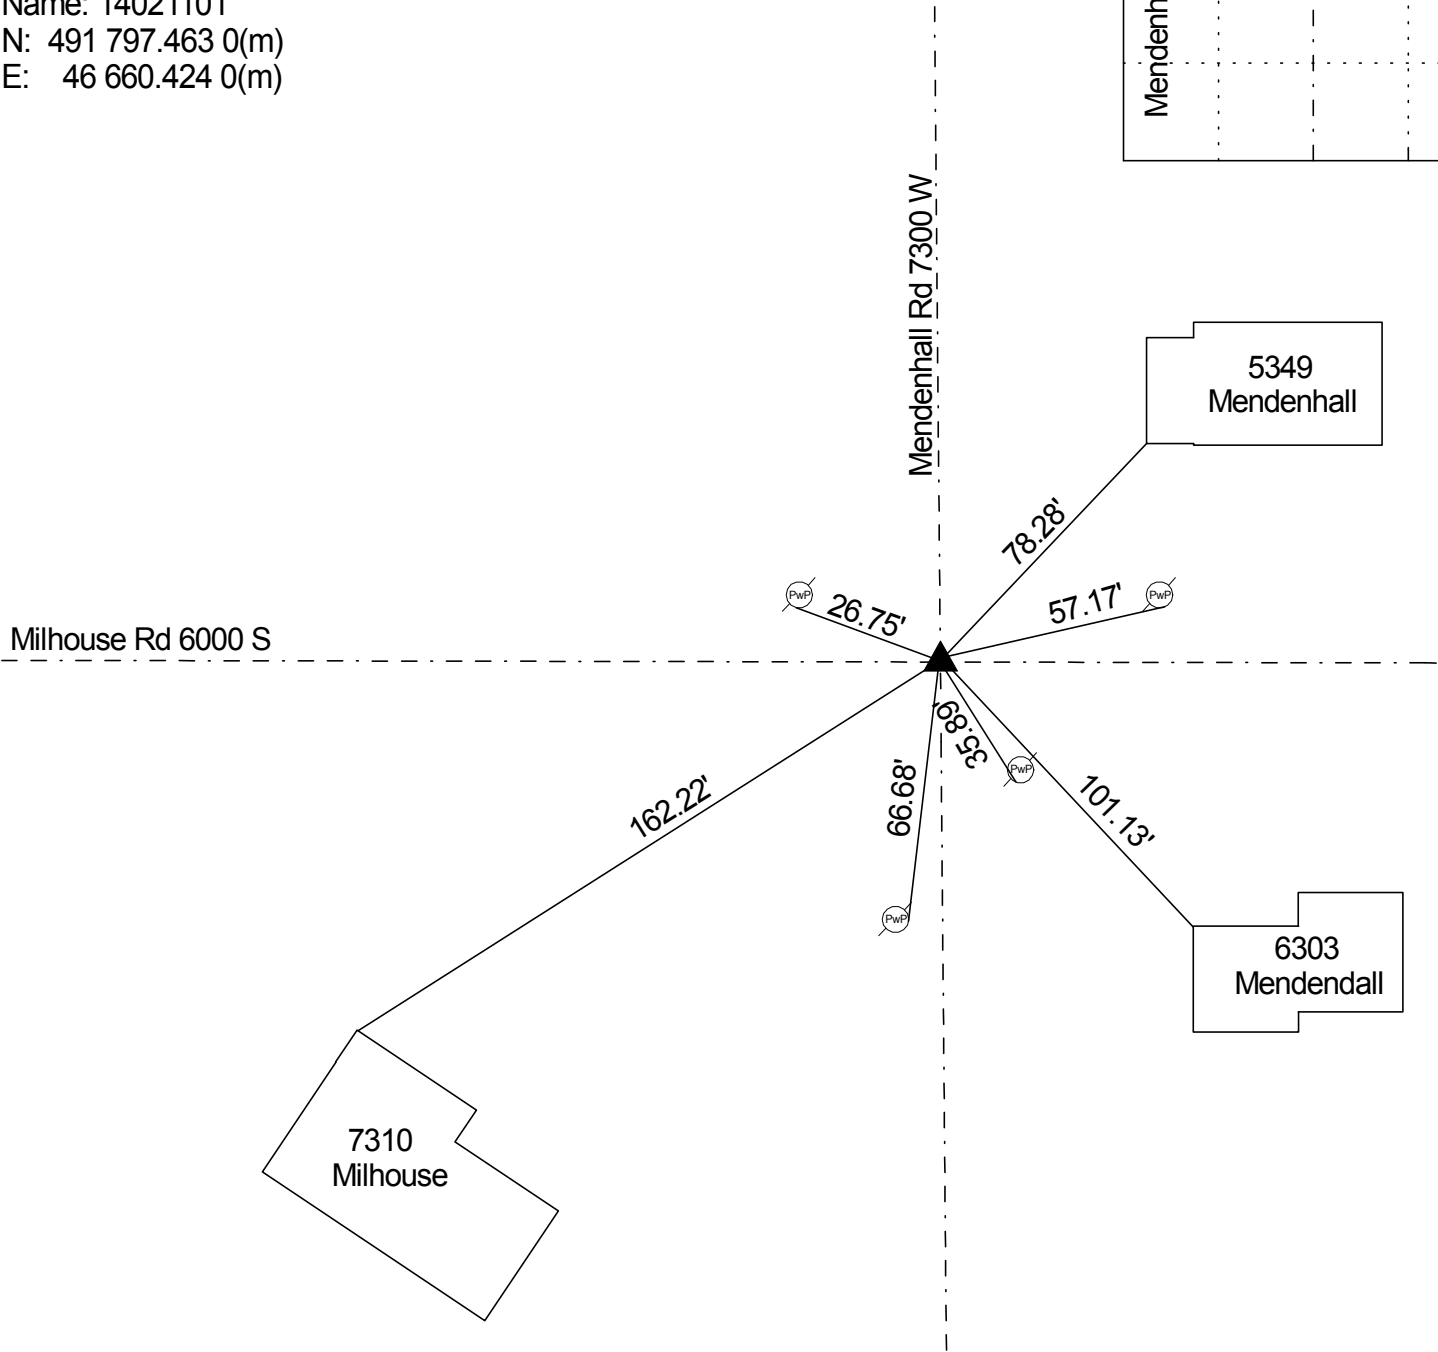 Name: 14021101
N: 491 797.463 0(m)
E: 46 660.424 0(m)
Mendenhall Rd 7300 W
5349
Mendenhall
78.28'
PwP
26.75'
57.17'
PwP
Milhouse Rd 6000 S
35.89'
PwP
162.22'
66.68'
101.13'
PwP
6303
Mendendall
7310
Milhouse